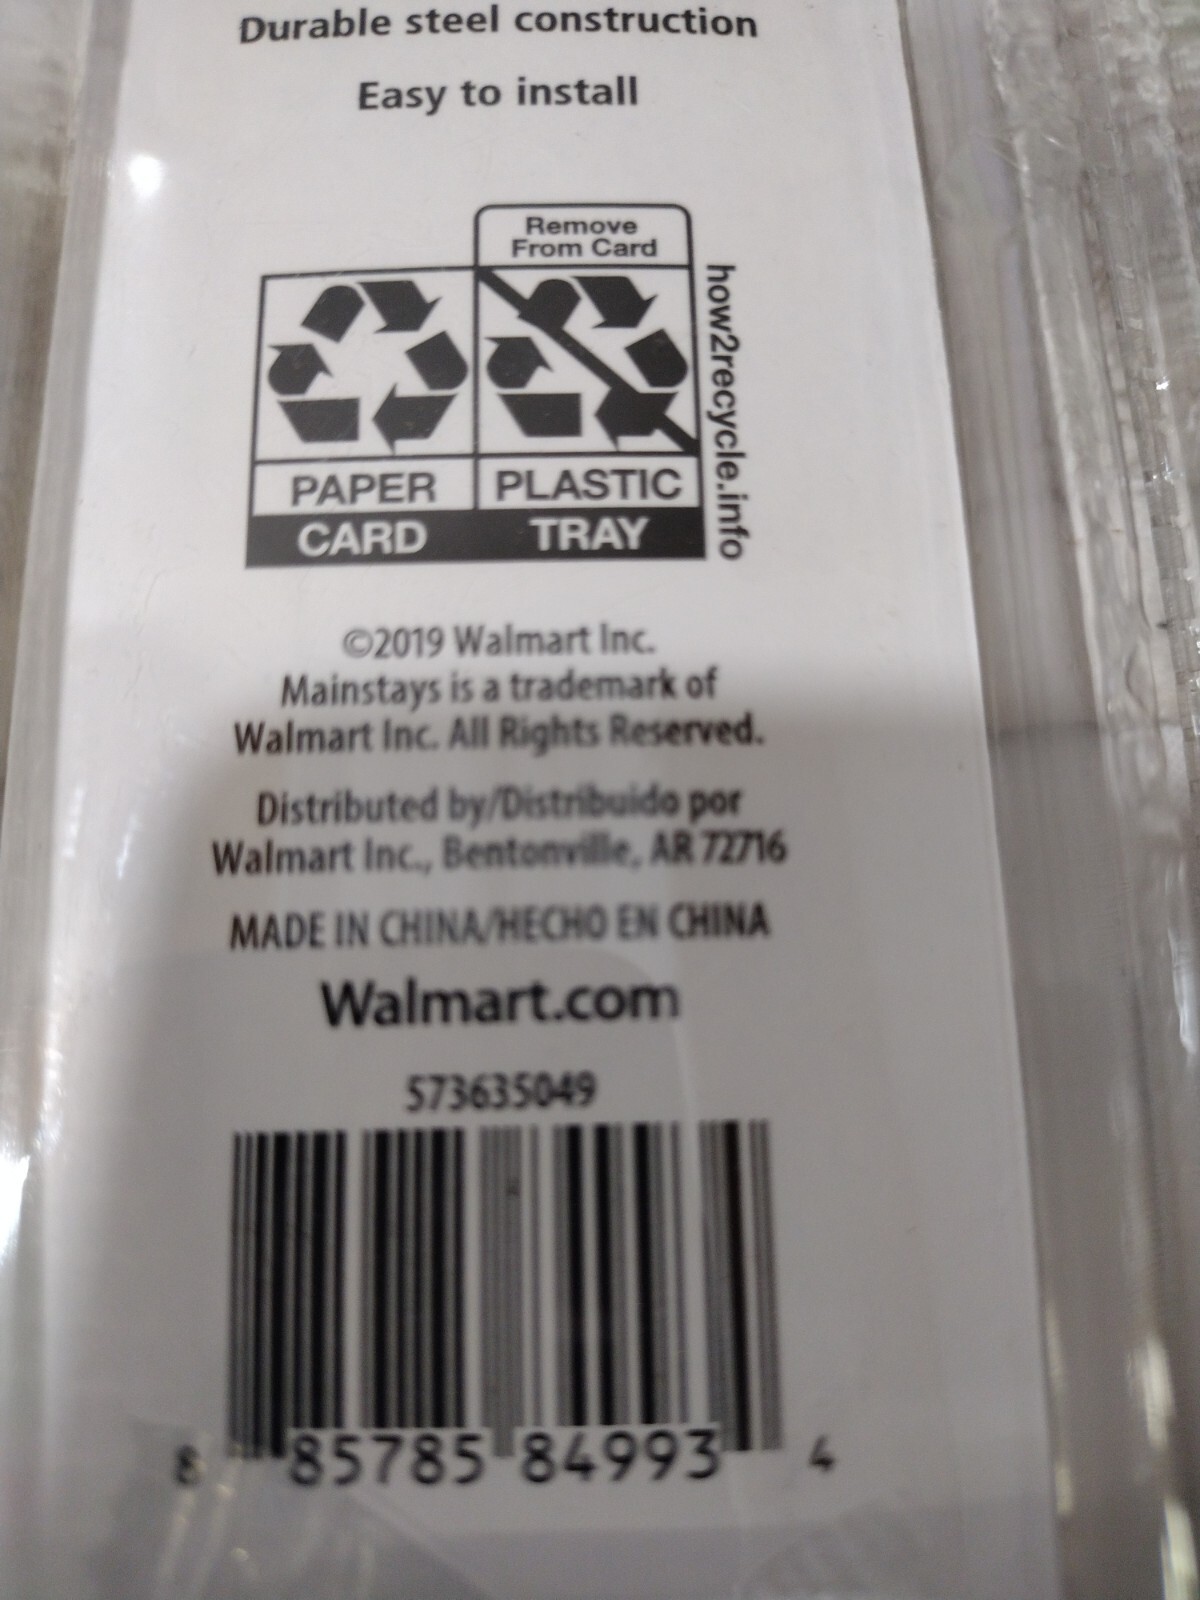 Durable steel construction
Easy to install
Remove
From Card
PAPER
PLASTIC
CARD
TRAY
how2recycle.info
©2019 Walmart Inc.
Mainstays is a trademark of
Walmart Inc. All Rights Reserved.
Distributed by/Distribuido por
Walmart Inc., Bentonville, AR 72716
MADE IN CHINA/HECHO EN CHINA
Walmart.com
573635049
8 85785 84993 4